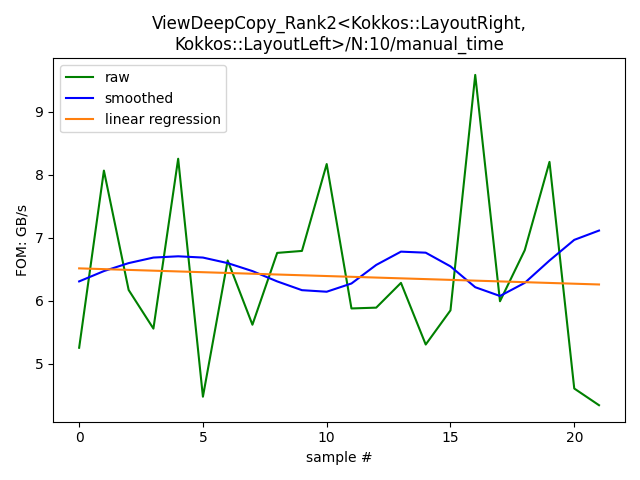 ViewDeepCopy_Rank2<Kokkos::LayoutRight,
Kokkos::LayoutLeft>/N:10/manual_time
raw
smoothed
linear regression
FOM: GB/s
9
8
7
6
5
0
5
10
15
20
sample #